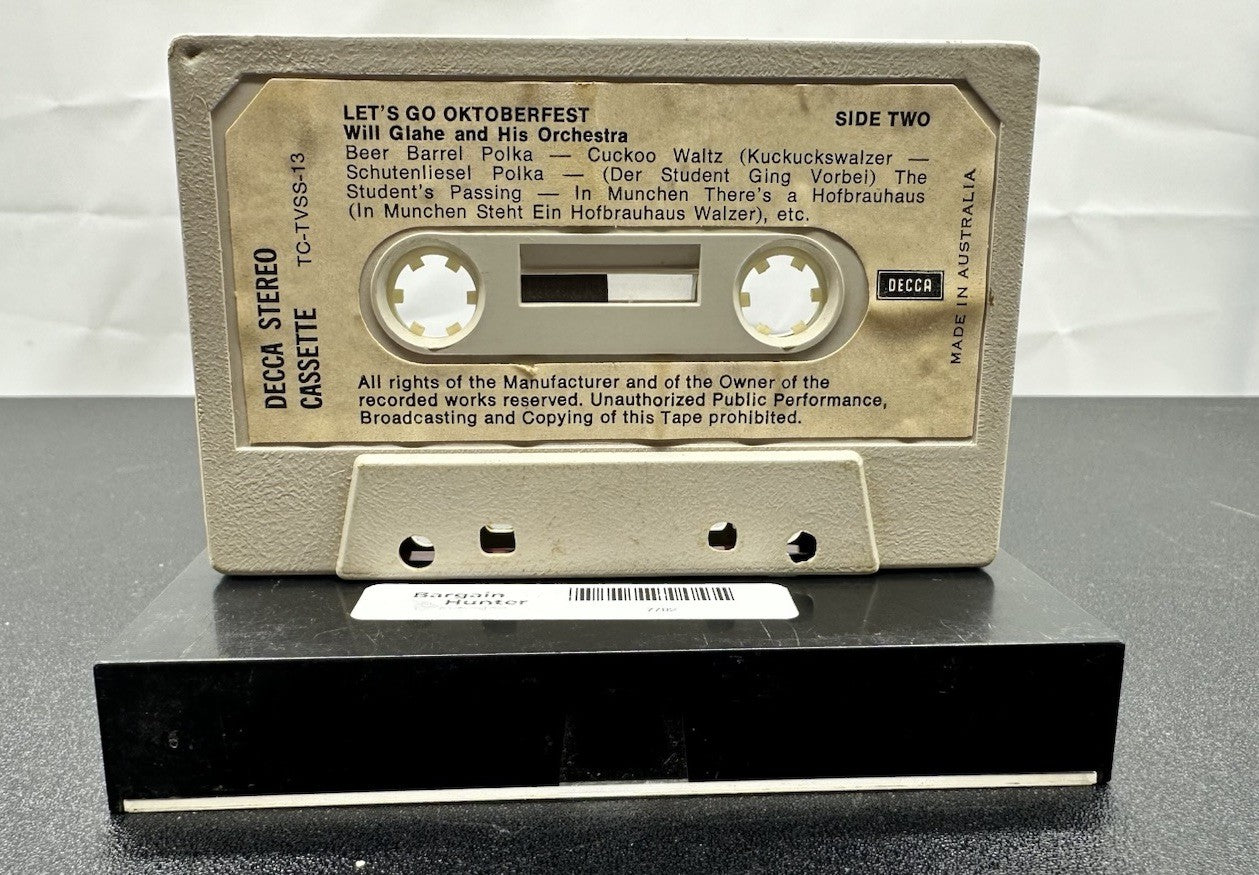 LET'S GO OKTOBERFEST
SIDE TWO
Will Glahe and His Orchestra
Beer Barrel Polka — Cuckoo Waltz (Kuckuckswalzer —
Schutenliesel Polka — (Der Student Ging Vorbei) The
Student's Passing — In Munchen There's a Hofbrauhaus
(In Munchen Steht Ein Hofbrauhaus Walzer), etc.
DECCA STEREO
CASSETTE
TC-TVSS-13
DECCA
MADE IN AUSTRALIA
All rights of the Manufacturer and of the Owner of the
recorded works reserved. Unauthorized Public Performance,
Broadcasting and Copying of this Tape prohibited.
Bargain
Hunter